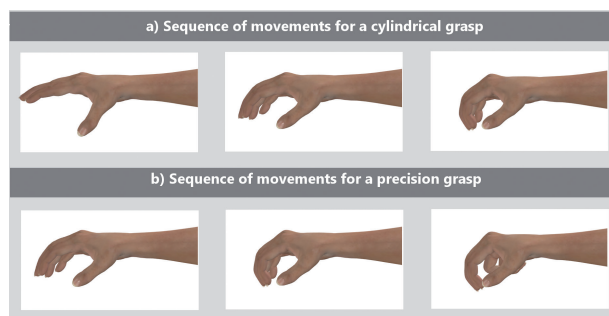 a) Sequence of movements for a cylindrical grasp
b) Sequence of movements for a precision grasp